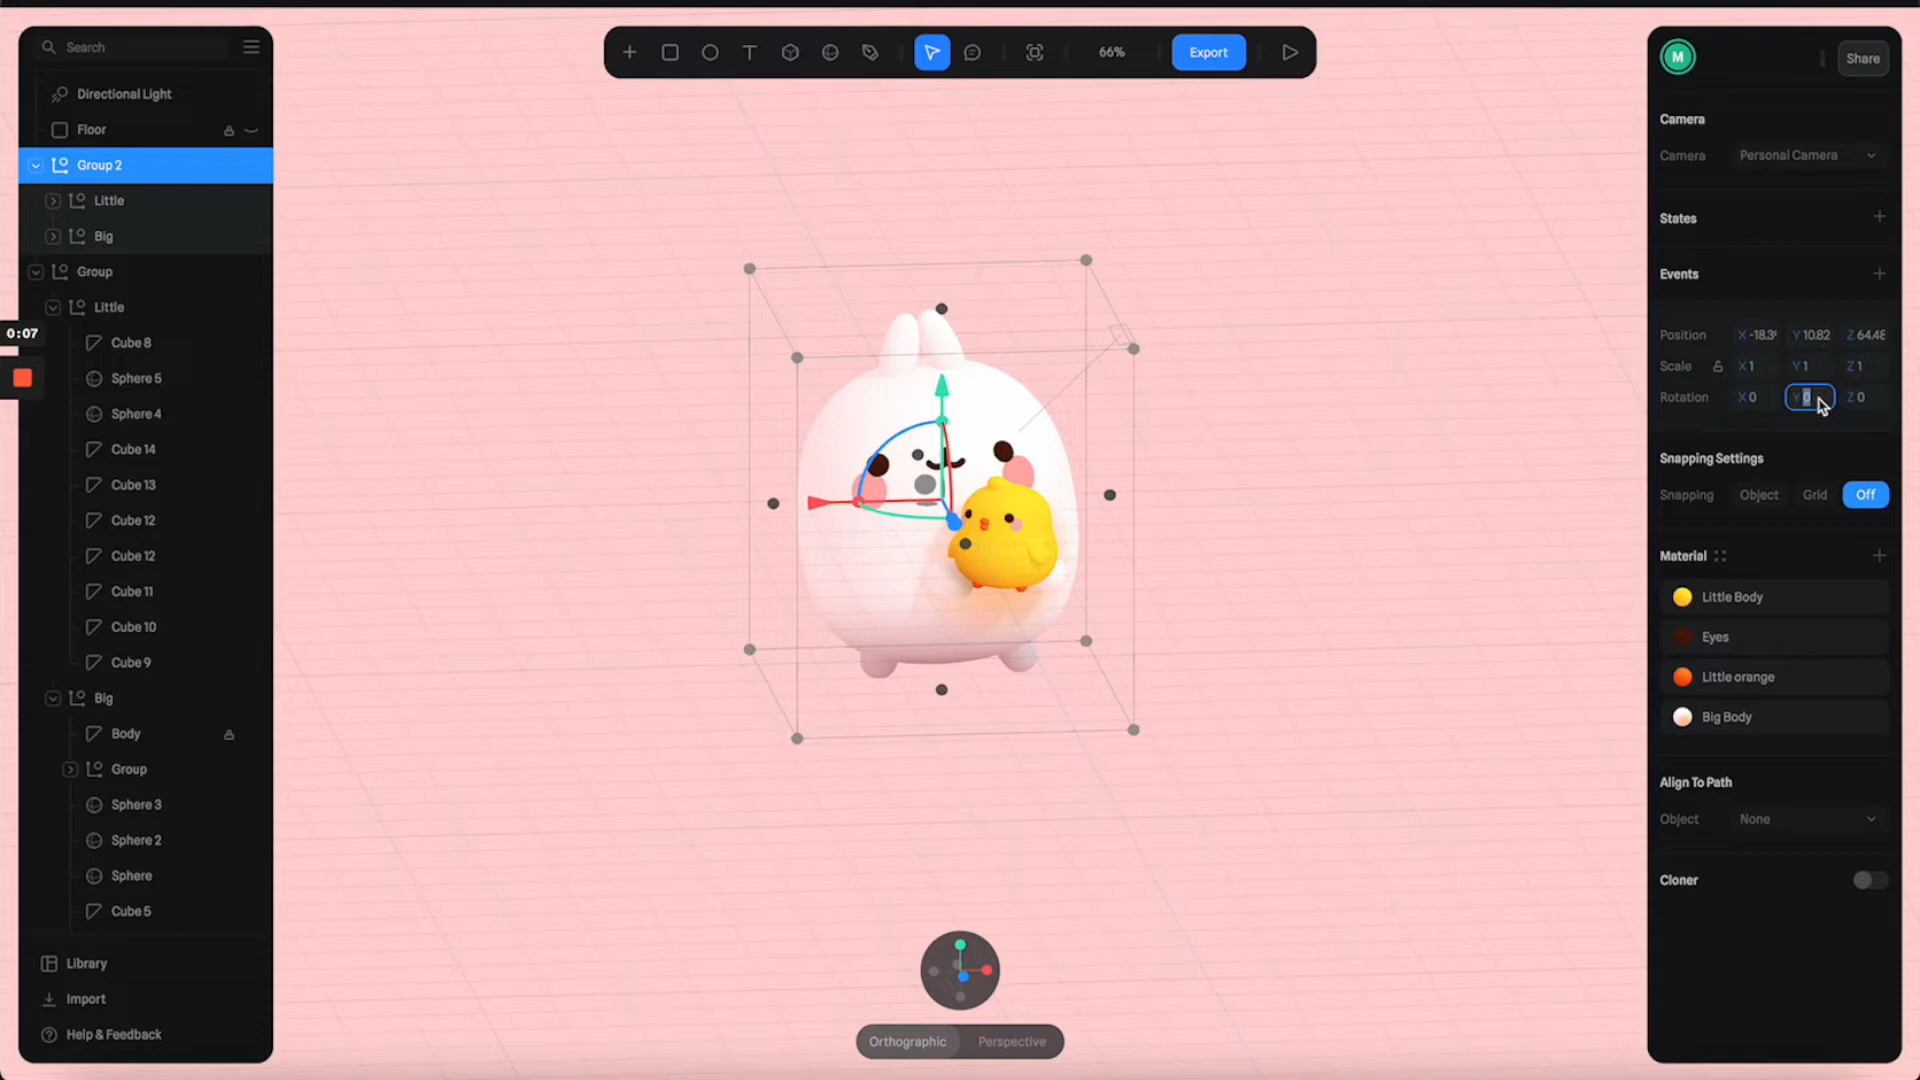 Search
Directional Light
Floor
Group 2
Little
Big
Group
Little
Cube 8
Sphere 5
Sphere 4
Cube 14
Cube 13
Cube 12
Cube 12
Cube 11
Cube 10
Cube 9
Big
Body
Group
Sphere 3
Sphere 2
Sphere
Cube 5
Library
Import
Help & Feedback
0:07
T
66%
Export
Orthographic Perspective
M Share
Camera
Camera Personal Camera
States
Events
Position X -18.3 Y 10.82 Z 64.48
Scale X 1 Y 1 Z 1
Rotation X 0 Y 0 Z 0
Snapping Settings
Snapping Object Grid Off
Material
Little Body
Eyes
Little orange
Big Body
Align To Path
Object None
Cloner